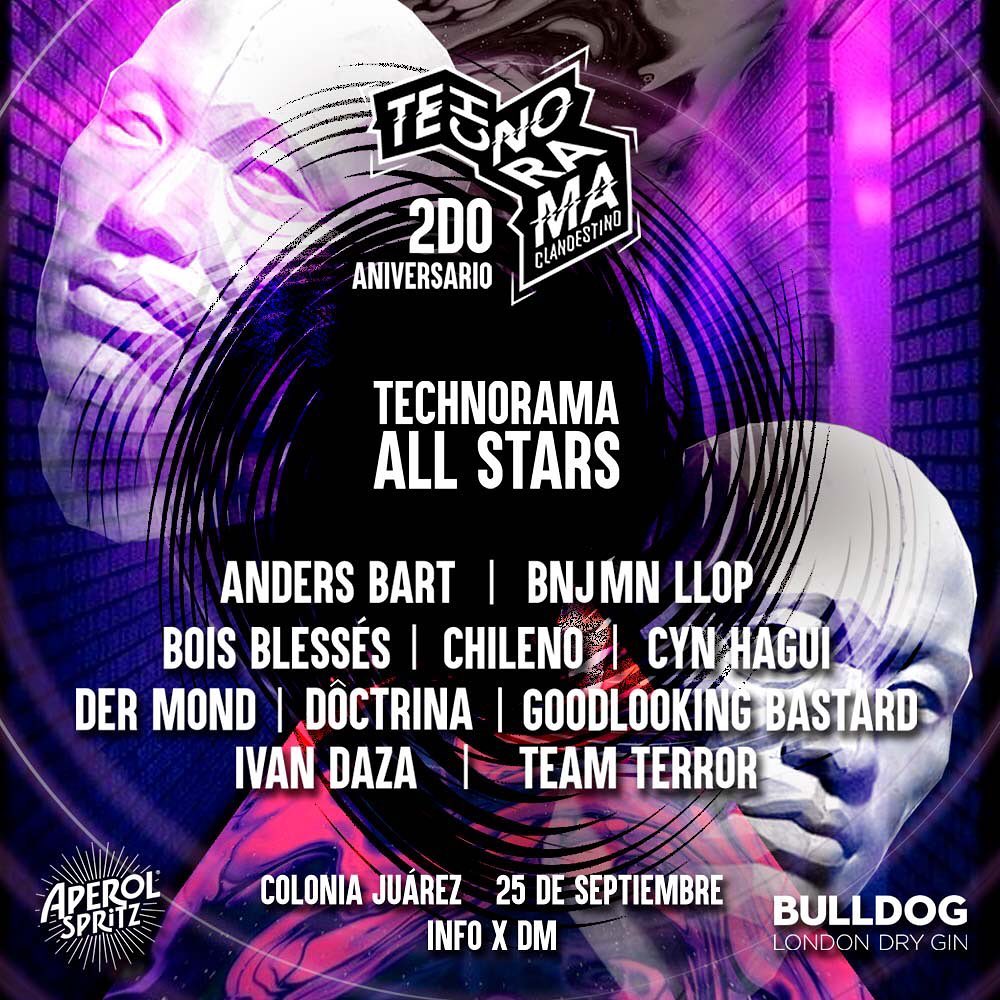 TECHNORAMA
CLANDESTINO
2DO
ANIVERSARIO
TECHNORAMA
ALL STARS
ANDERS BART | BNJMN LLOP
BOIS BLESSÉS | CHILENO | CYN HAGUI
DER MOND | DÔCTRINA | GOODLOOKING BASTARD
IVAN DAZA | TEAM TERROR
APEROL
SPRITZ
COLONIA JUÁREZ 25 DE SEPTIEMBRE
INFO X DM
BULLDOG
LONDON DRY GIN